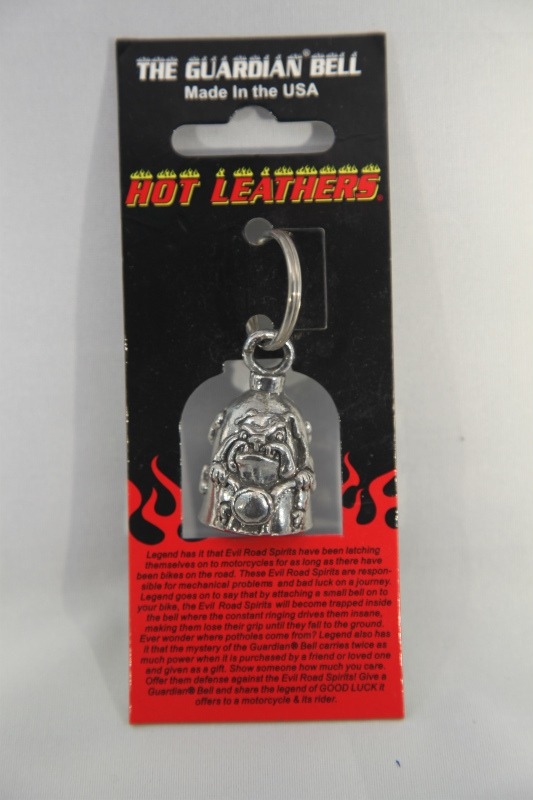 THE GUARDIAN® BELL
Made In the USA
HOT LEATHERS®
Legend has it that Evil Road Spirits have been latching
themselves on to motorcycles for as long as there have
been bikes on the road. These Evil Road Spirits are respon-
sible for mechanical problems and bad luck on a journey.
Legend goes on to say that by attaching a small bell on to
your bike, the Evil Road Spirits will become trapped inside
the bell where the constant ringing drives them insane,
making them lose their grip until they fall to the ground.
Ever wonder where potholes come from? Legend also has
it that the mystery of the Guardian® Bell carries twice as
much power when it is purchased by a friend or loved one
and given as a gift. Show someone how much you care.
Offer them defense against the Evil Road Spirits! Give a
Guardian® Bell and share the legend of GOOD LUCK it
offers to a motorcycle & its rider.